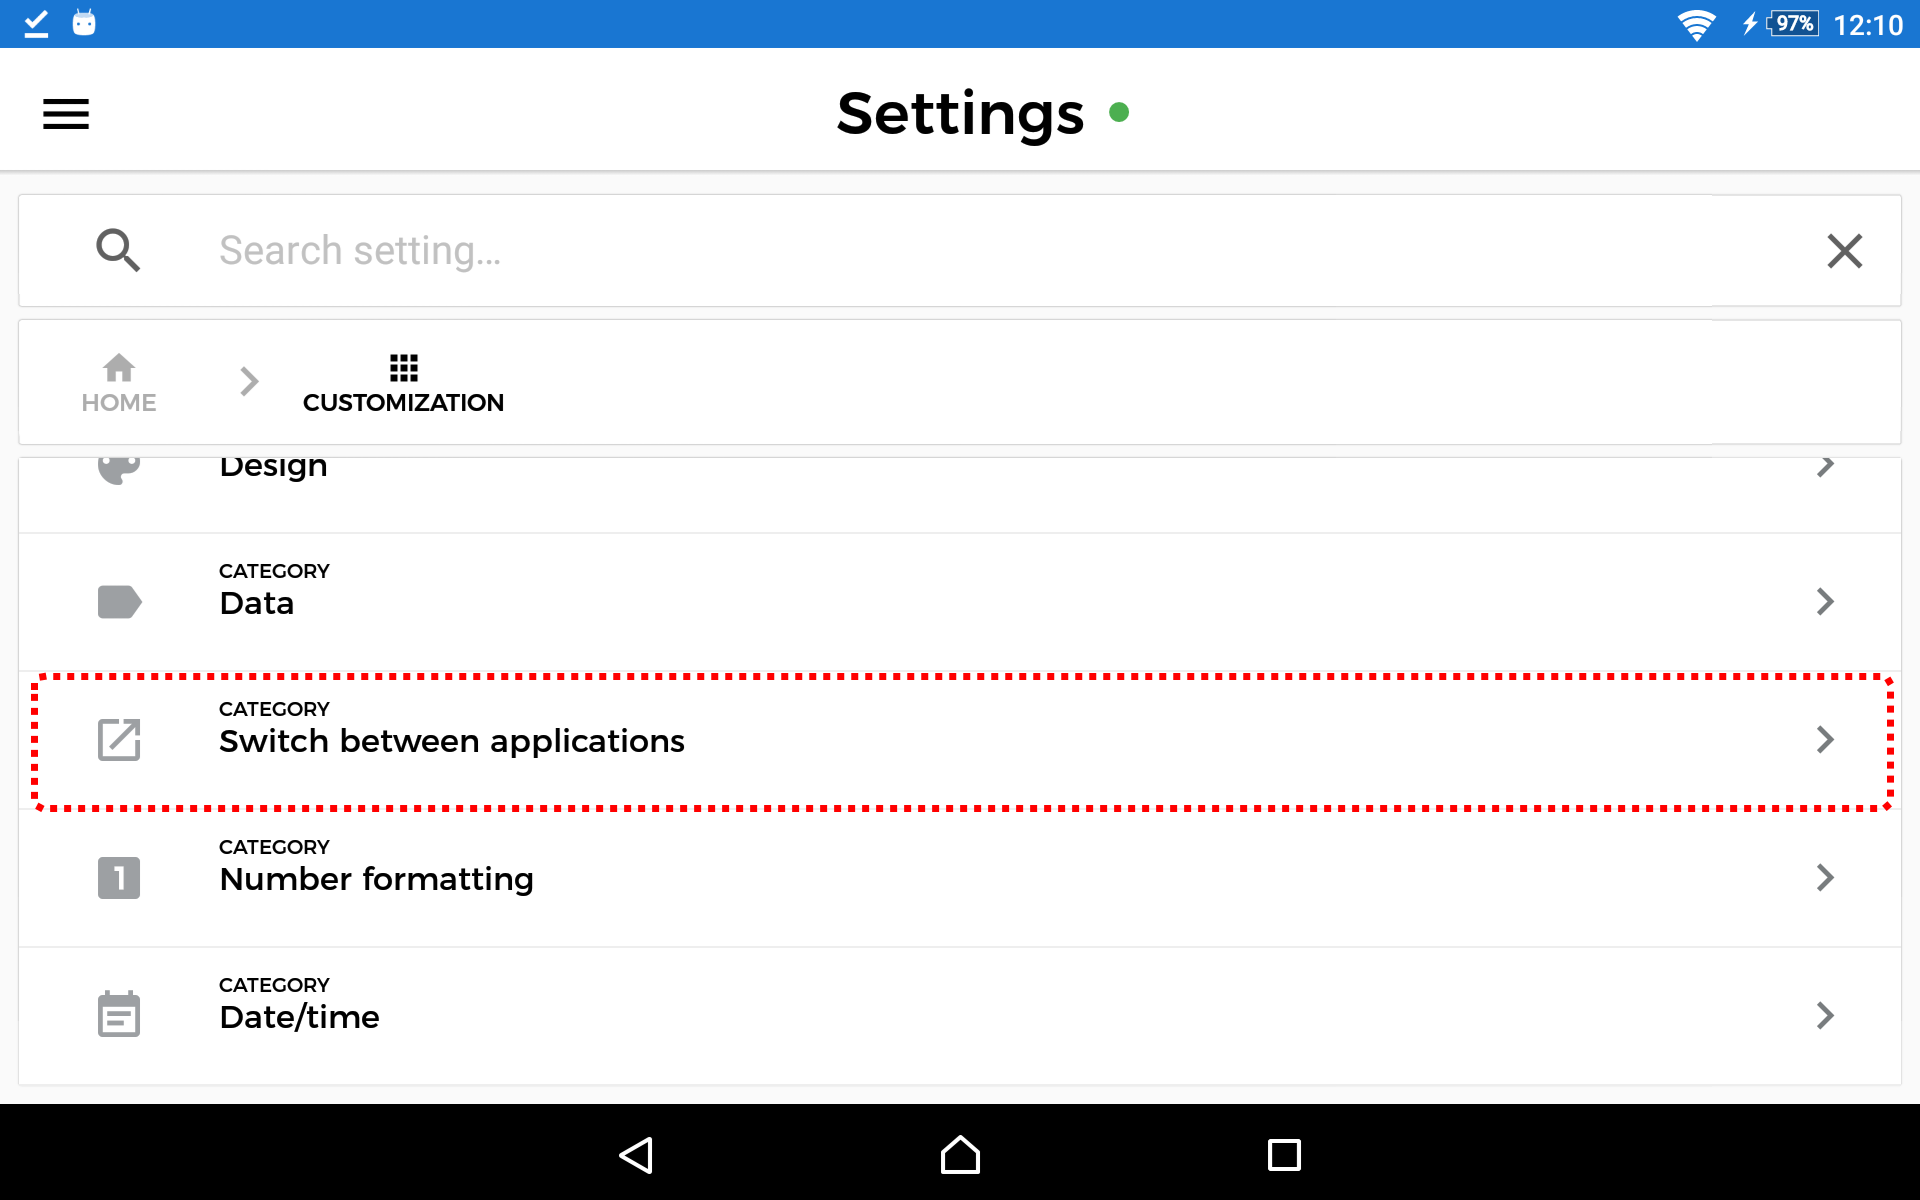 97% 12:10
Settings
Search setting...
HOME
CUSTOMIZATION
Design
CATEGORY
Data
CATEGORY
Switch between applications
CATEGORY
1
Number formatting
CATEGORY
Date/time